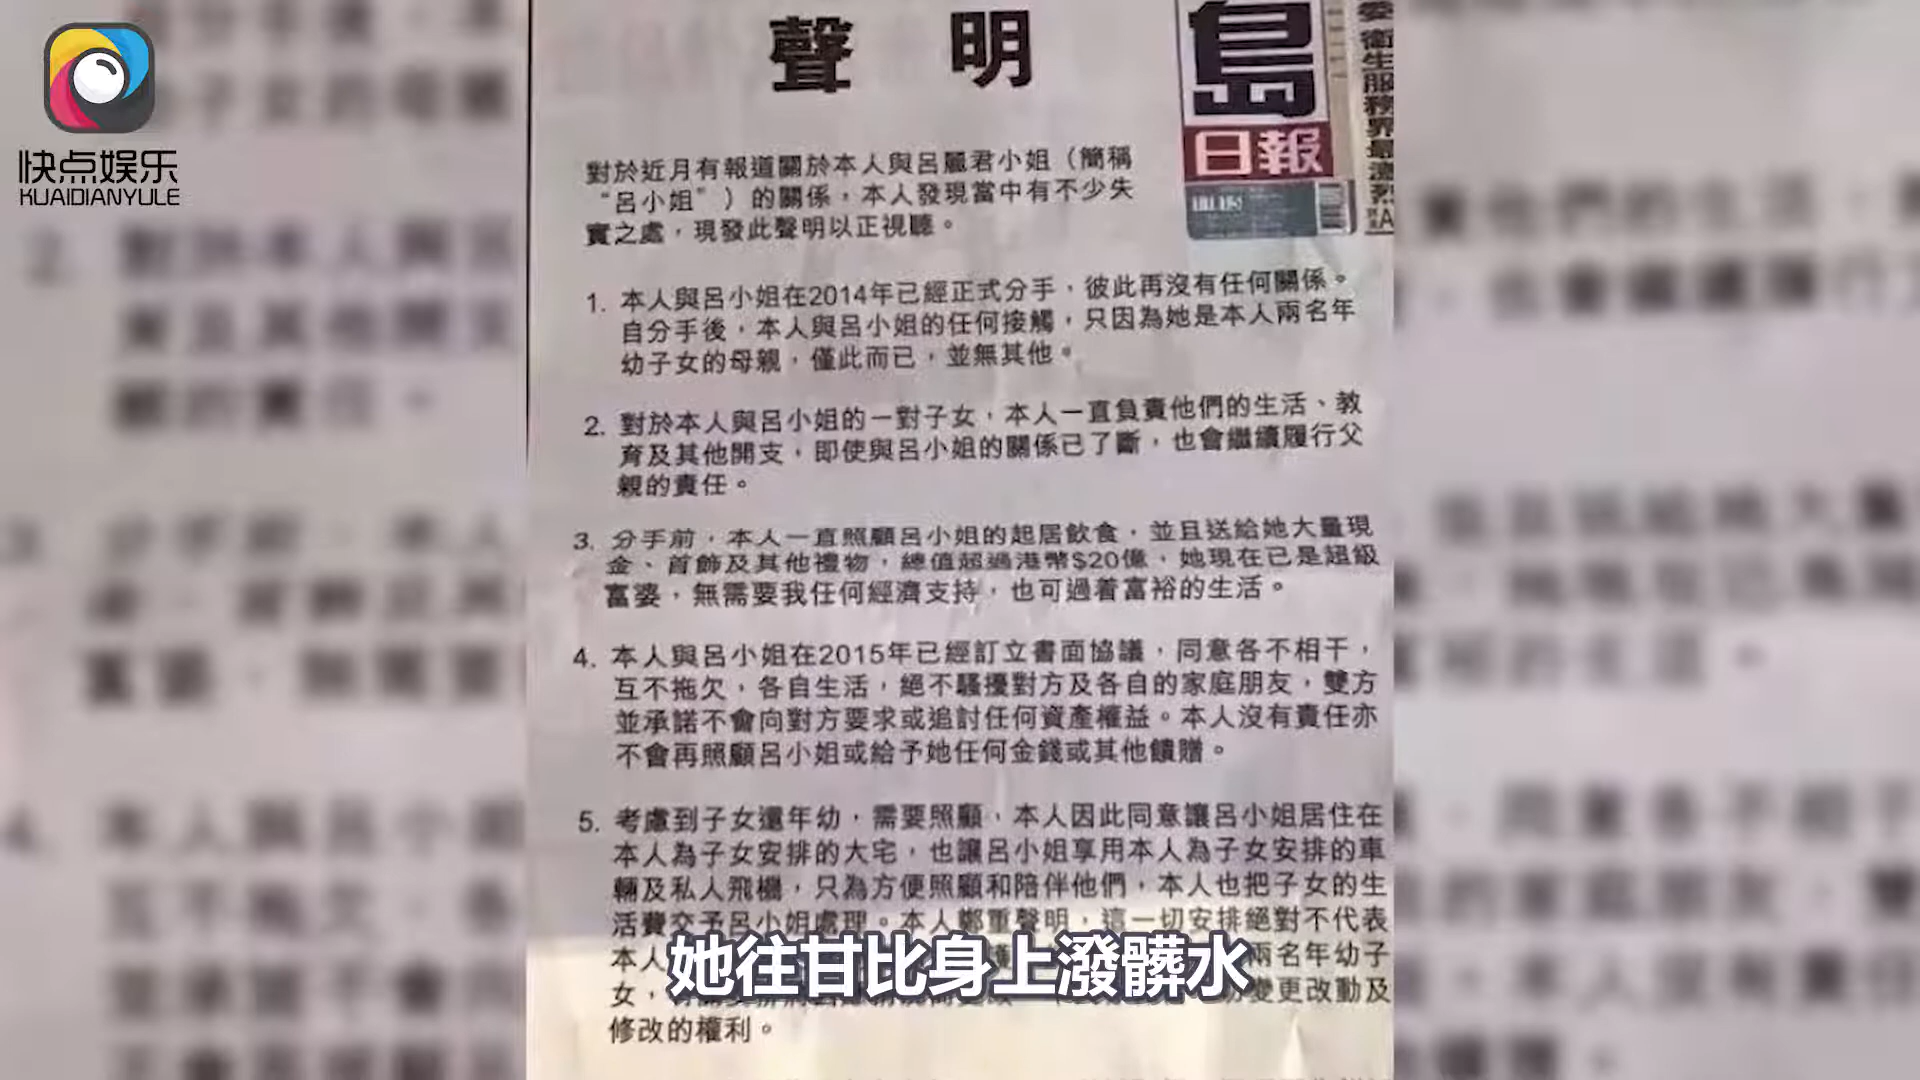 快点娱乐
KUAIDIANYULE
聲明
島
日報
衛生服務界最激烈
對於近月有報道關於本人與呂麗君小姐（簡稱
“呂小姐”）的關係，本人發現當中有不少失
實之處，現發此聲明以正視聽。
1. 本人與呂小姐在2014年已經正式分手，彼此再沒有任何關係。
自分手後，本人與呂小姐的任何接觸，只因為她是本人兩名年
幼子女的母親，僅此而已，並無其他。
2. 對於本人與呂小姐的一對子女，本人一直負責他們的生活、教
育及其他開支，即使與呂小姐的關係已了斷，也會繼續履行父
親的責任。
3. 分手前，本人一直照顧呂小姐的起居飲食，並且送給她大量現
金、首飾及其他禮物，總值超過港幣$20億，她現在已是超級
富婆，無需要我任何經濟支持，也可過着富裕的生活。
4. 本人與呂小姐在2015年已經訂立書面協議，同意各不相干，
互不拖欠，各自生活，絕不騷擾對方及各自的家庭朋友，雙方
並承諾不會向對方要求或追討任何資產權益。本人沒有責任亦
不會再照顧呂小姐或給予她任何金錢或其他饋贈。
5. 考慮到子女還年幼，需要照顧，本人因此同意讓呂小姐居住在
本人為子女安排的大宅，也讓呂小姐享用本人為子女安排的車
輛及私人飛機，只為方便照顧和陪伴他們，本人也把子女的生
活費交予呂小姐處理。本人鄭重聲明，這一切安排絕對不代表
本人 兩名年幼子
女， 變更改動及
修改的權利。
她往甘比身上潑髒水